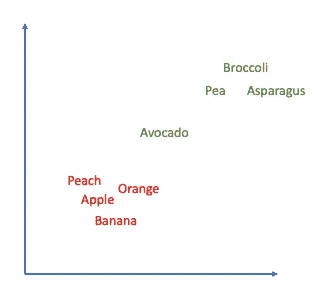 Broccoli
Pea Asparagus
Avocado
Peach
Orange
Apple
Banana